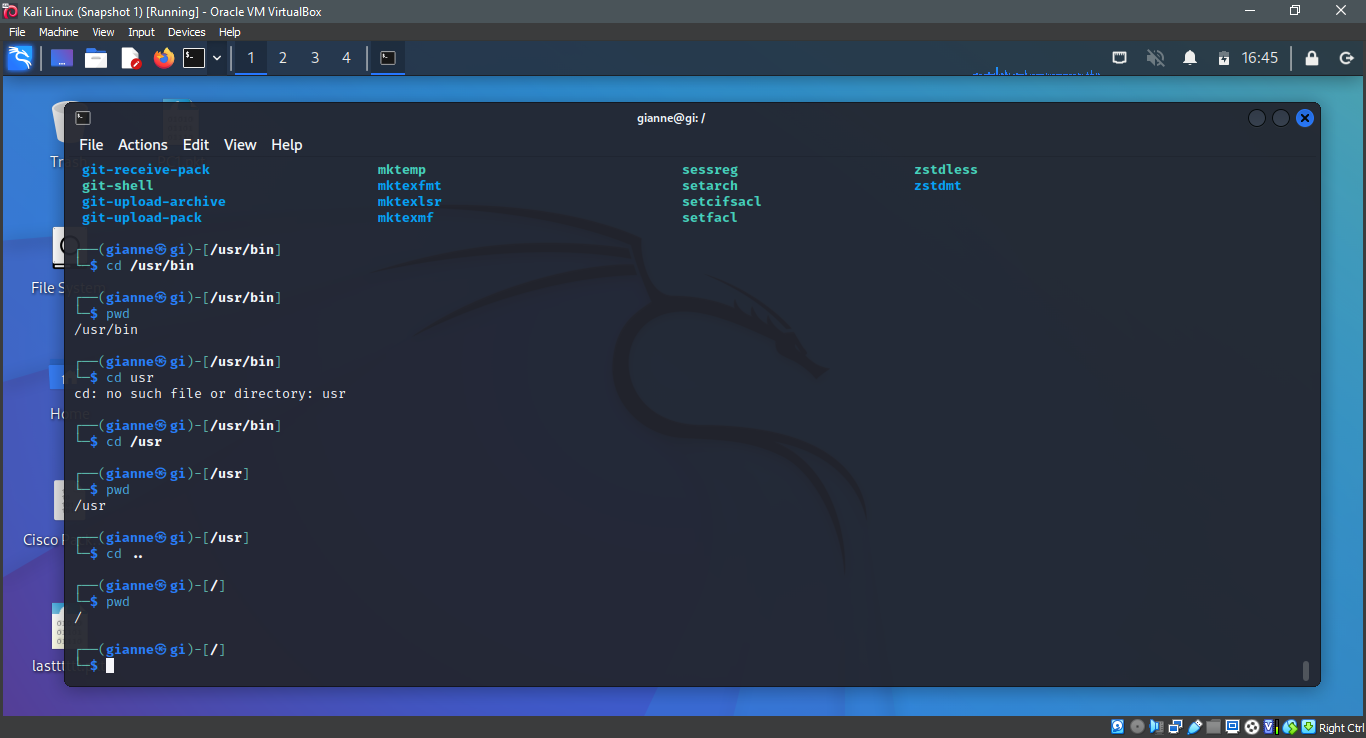 Kali Linux (Snapshot 1) [Running] - Oracle VM VirtualBox
File Machine View Input Devices Help
1 2 3 4 16:45
gianne@gi: /
File Actions Edit View Help
git-receive-pack mktemp sessreg zstdless
git-shell mktexfmt setarch zstdmt
git-upload-archive mktexlsr setcifsacl
git-upload-pack mktexmf setfacl
┌──(gianne㉿gi)-[/usr/bin]
└─$ cd /usr/bin
┌──(gianne㉿gi)-[/usr/bin]
└─$ pwd
/usr/bin
┌──(gianne㉿gi)-[/usr/bin]
└─$ cd usr
cd: no such file or directory: usr
┌──(gianne㉿gi)-[/usr/bin]
└─$ cd /usr
┌──(gianne㉿gi)-[/usr]
└─$ pwd
/usr
┌──(gianne㉿gi)-[/usr]
└─$ cd ..
┌──(gianne㉿gi)-[/]
└─$ pwd
/
┌──(gianne㉿gi)-[/]
└─$
File System
Home
Cisco
Right Ctrl